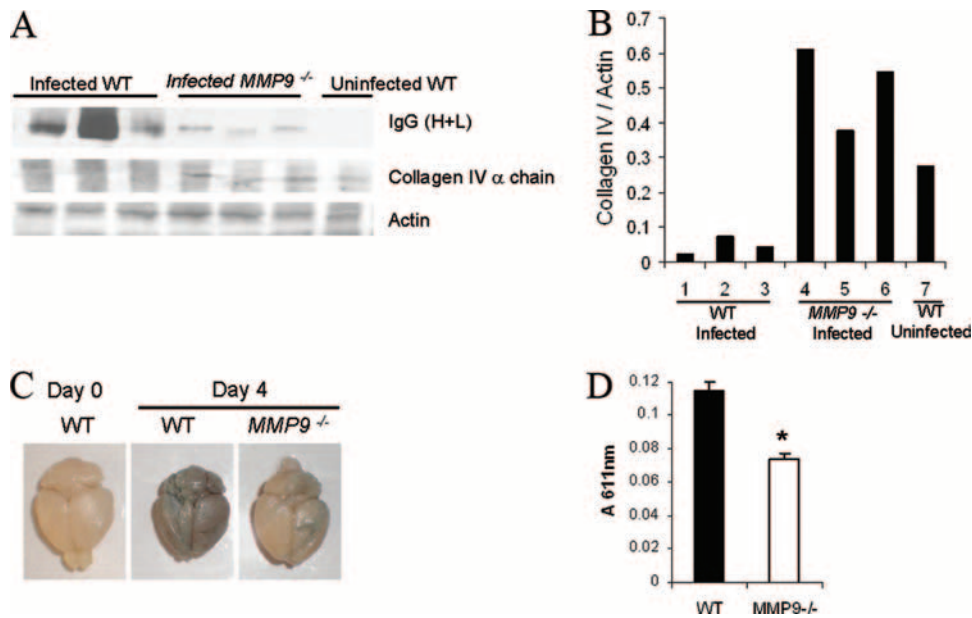 A
Infected WT
Infected MMP9 -/-
Uninfected WT
IgG (H+L)
Collagen IV α chain
Actin
B
Collagen IV / Actin
0.7
0.6
0.5
0.4
0.3
0.2
0.1
0
1 2 3 4 5 6 7
WT MMP9 -/- WT
Infected Infected Uninfected
C
Day 0 Day 4
WT WT MMP9 -/-
D
A 611nm
0.12
0.1
0.08
0.06
0.04
0.02
0
*
WT MMP9-/-